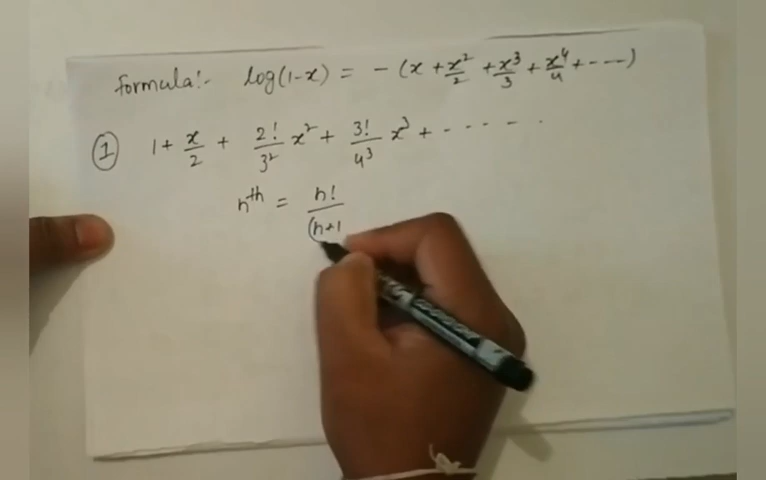 formula:- log(1-x) = - (x + x²/2 + x³/3 + x⁴/4 + ---)
① 1 + x/2 + 2!/3² x² + 3!/4³ x³ + - - - - -
nᵗʰ = n!/(n+1